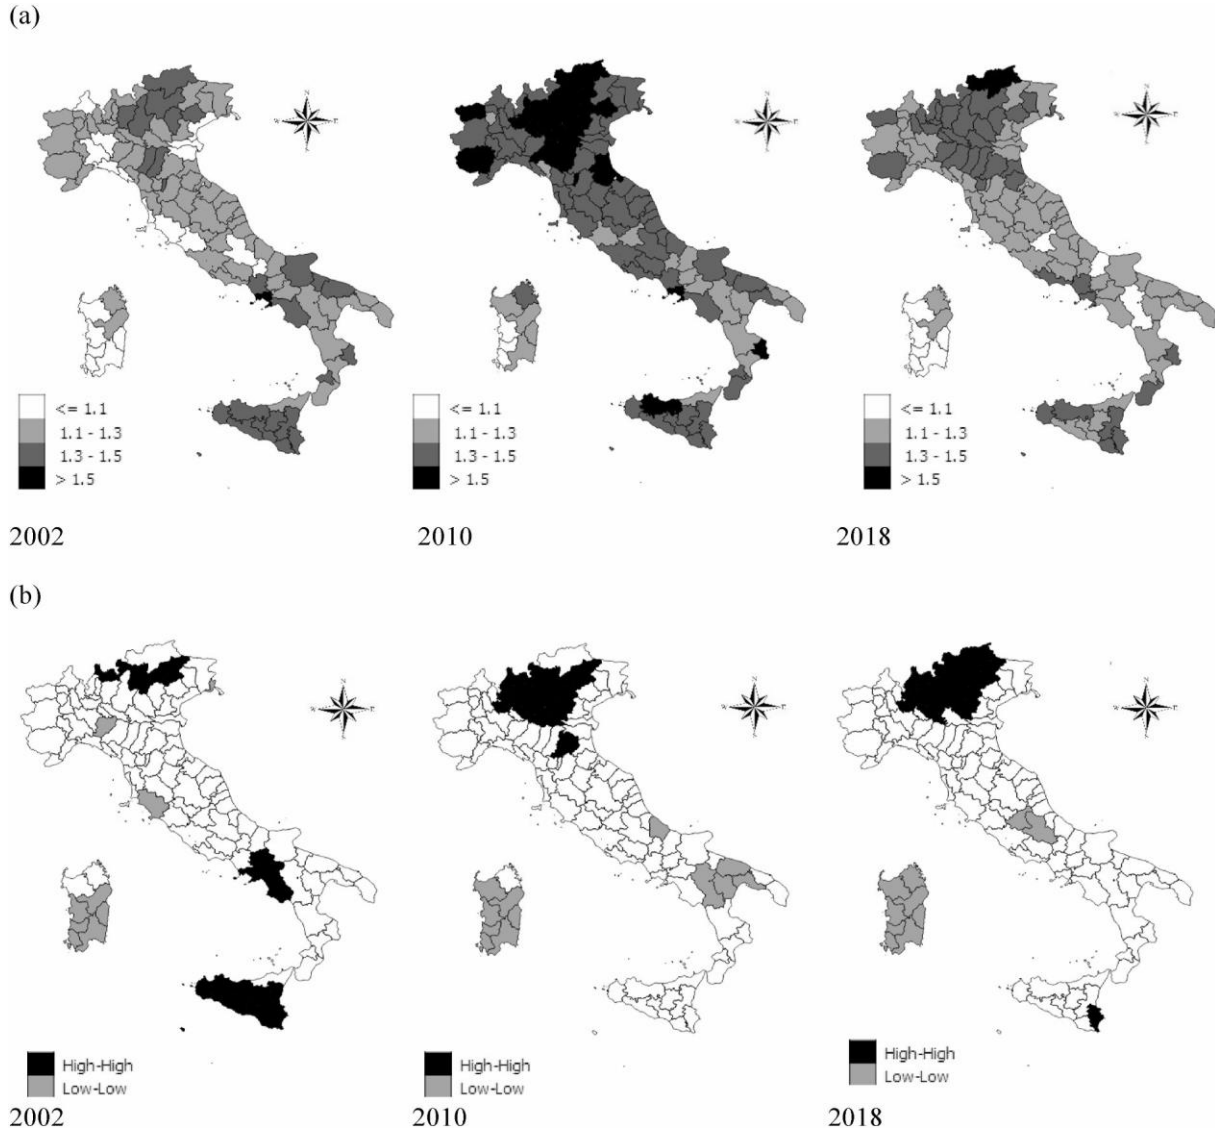 (a)
N
W E
S
N
W E
S
N
W E
S
<= 1.1
1.1 - 1.3
1.3 - 1.5
> 1.5
<= 1.1
1.1 - 1.3
1.3 - 1.5
> 1.5
<= 1.1
1.1 - 1.3
1.3 - 1.5
> 1.5
2002 2010 2018
(b)
N
W E
S
N
W E
S
N
W E
S
High-High
Low-Low
High-High
Low-Low
High-High
Low-Low
2002 2010 2018